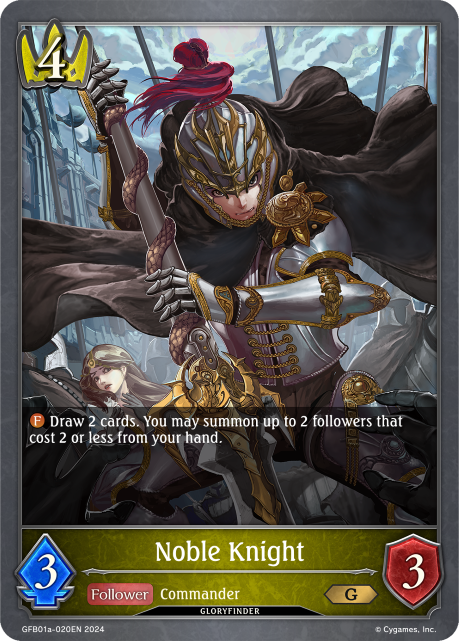 4
F Draw 2 cards. You may summon up to 2 followers that
cost 2 or less from your hand.
Noble Knight
3
Follower Commander
G
3
GLORYFINDER
GFB01a-020EN 2024
© Cygames, Inc.